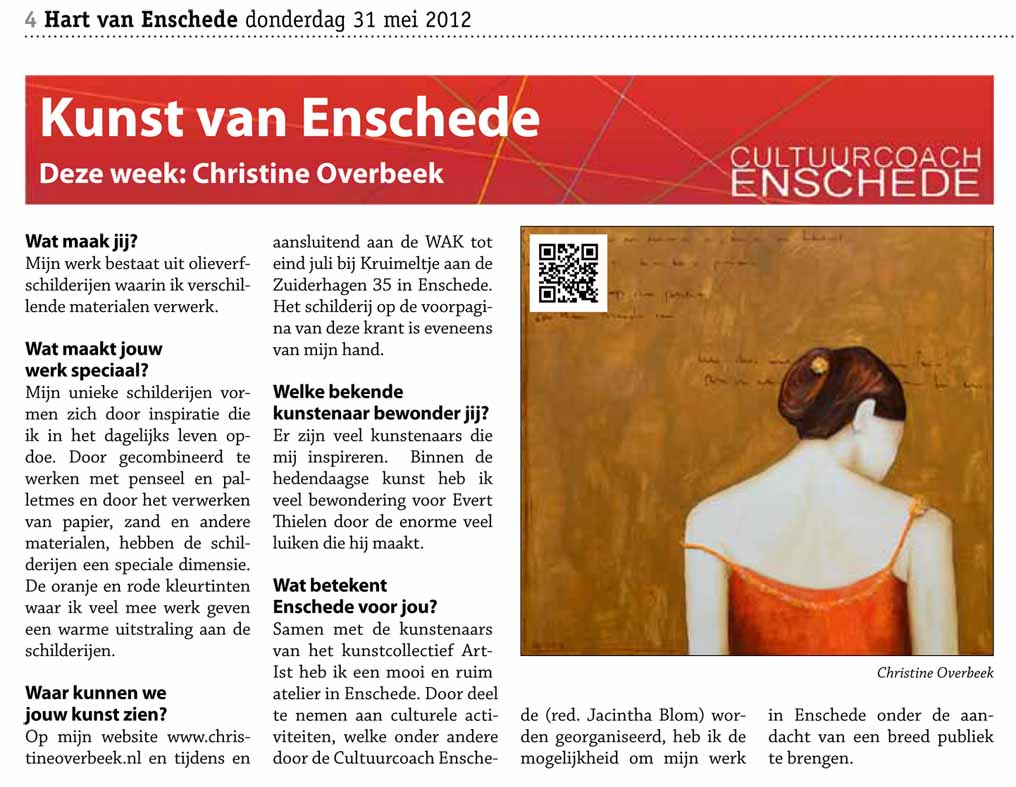 4 Hart van Enschede donderdag 31 mei 2012
Kunst van Enschede
Deze week: Christine Overbeek
CULTUURCOACH
ENSCHEDE
Wat maak jij?
Mijn werk bestaat uit olieverf-
schilderijen waarin ik verschil-
lende materialen verwerk.
Wat maakt jouw
werk speciaal?
Mijn unieke schilderijen vor-
men zich door inspiratie die
ik in het dagelijks leven op-
doe. Door gecombineerd te
werken met penseel en pal-
letmes en door het verwerken
van papier, zand en andere
materialen, hebben de schil-
derijen een speciale dimensie.
De oranje en rode kleurtinten
waar ik veel mee werk geven
een warme uitstraling aan de
schilderijen.
Waar kunnen we
jouw kunst zien?
Op mijn website www.chris-
tineoverbeek.nl en tijdens en
aansluitend aan de WAK tot
eind juli bij Kruimeltje aan de
Zuiderhagen 35 in Enschede.
Het schilderij op de voorpagi-
na van deze krant is eveneens
van mijn hand.
Welke bekende
kunstenaar bewonder jij?
Er zijn veel kunstenaars die
mij inspireren. Binnen de
hedendaagse kunst heb ik
veel bewondering voor Evert
Thielen door de enorme veel
luiken die hij maakt.
Wat betekent
Enschede voor jou?
Samen met de kunstenaars
van het kunstcollectief Art-
Ist heb ik een mooi en ruim
atelier in Enschede. Door deel
te nemen aan culturele acti-
viteiten, welke onder andere
door de Cultuurcoach Ensche-
Christine Overbeek
de (red. Jacintha Blom) wor-
den georganiseerd, heb ik de
mogelijkheid om mijn werk
in Enschede onder de aan-
dacht van een breed publiek
te brengen.